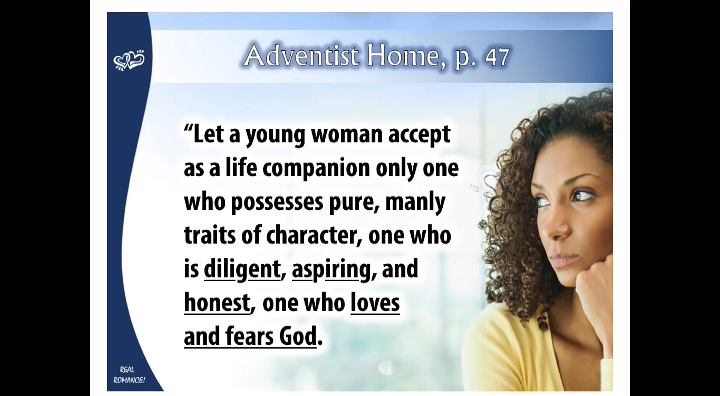 Adventist Home, p. 47
“Let a young woman accept
as a life companion only one
who possesses pure, manly
traits of character, one who
is diligent, aspiring, and
honest, one who loves
and fears God.
REAL
ROMANCE!